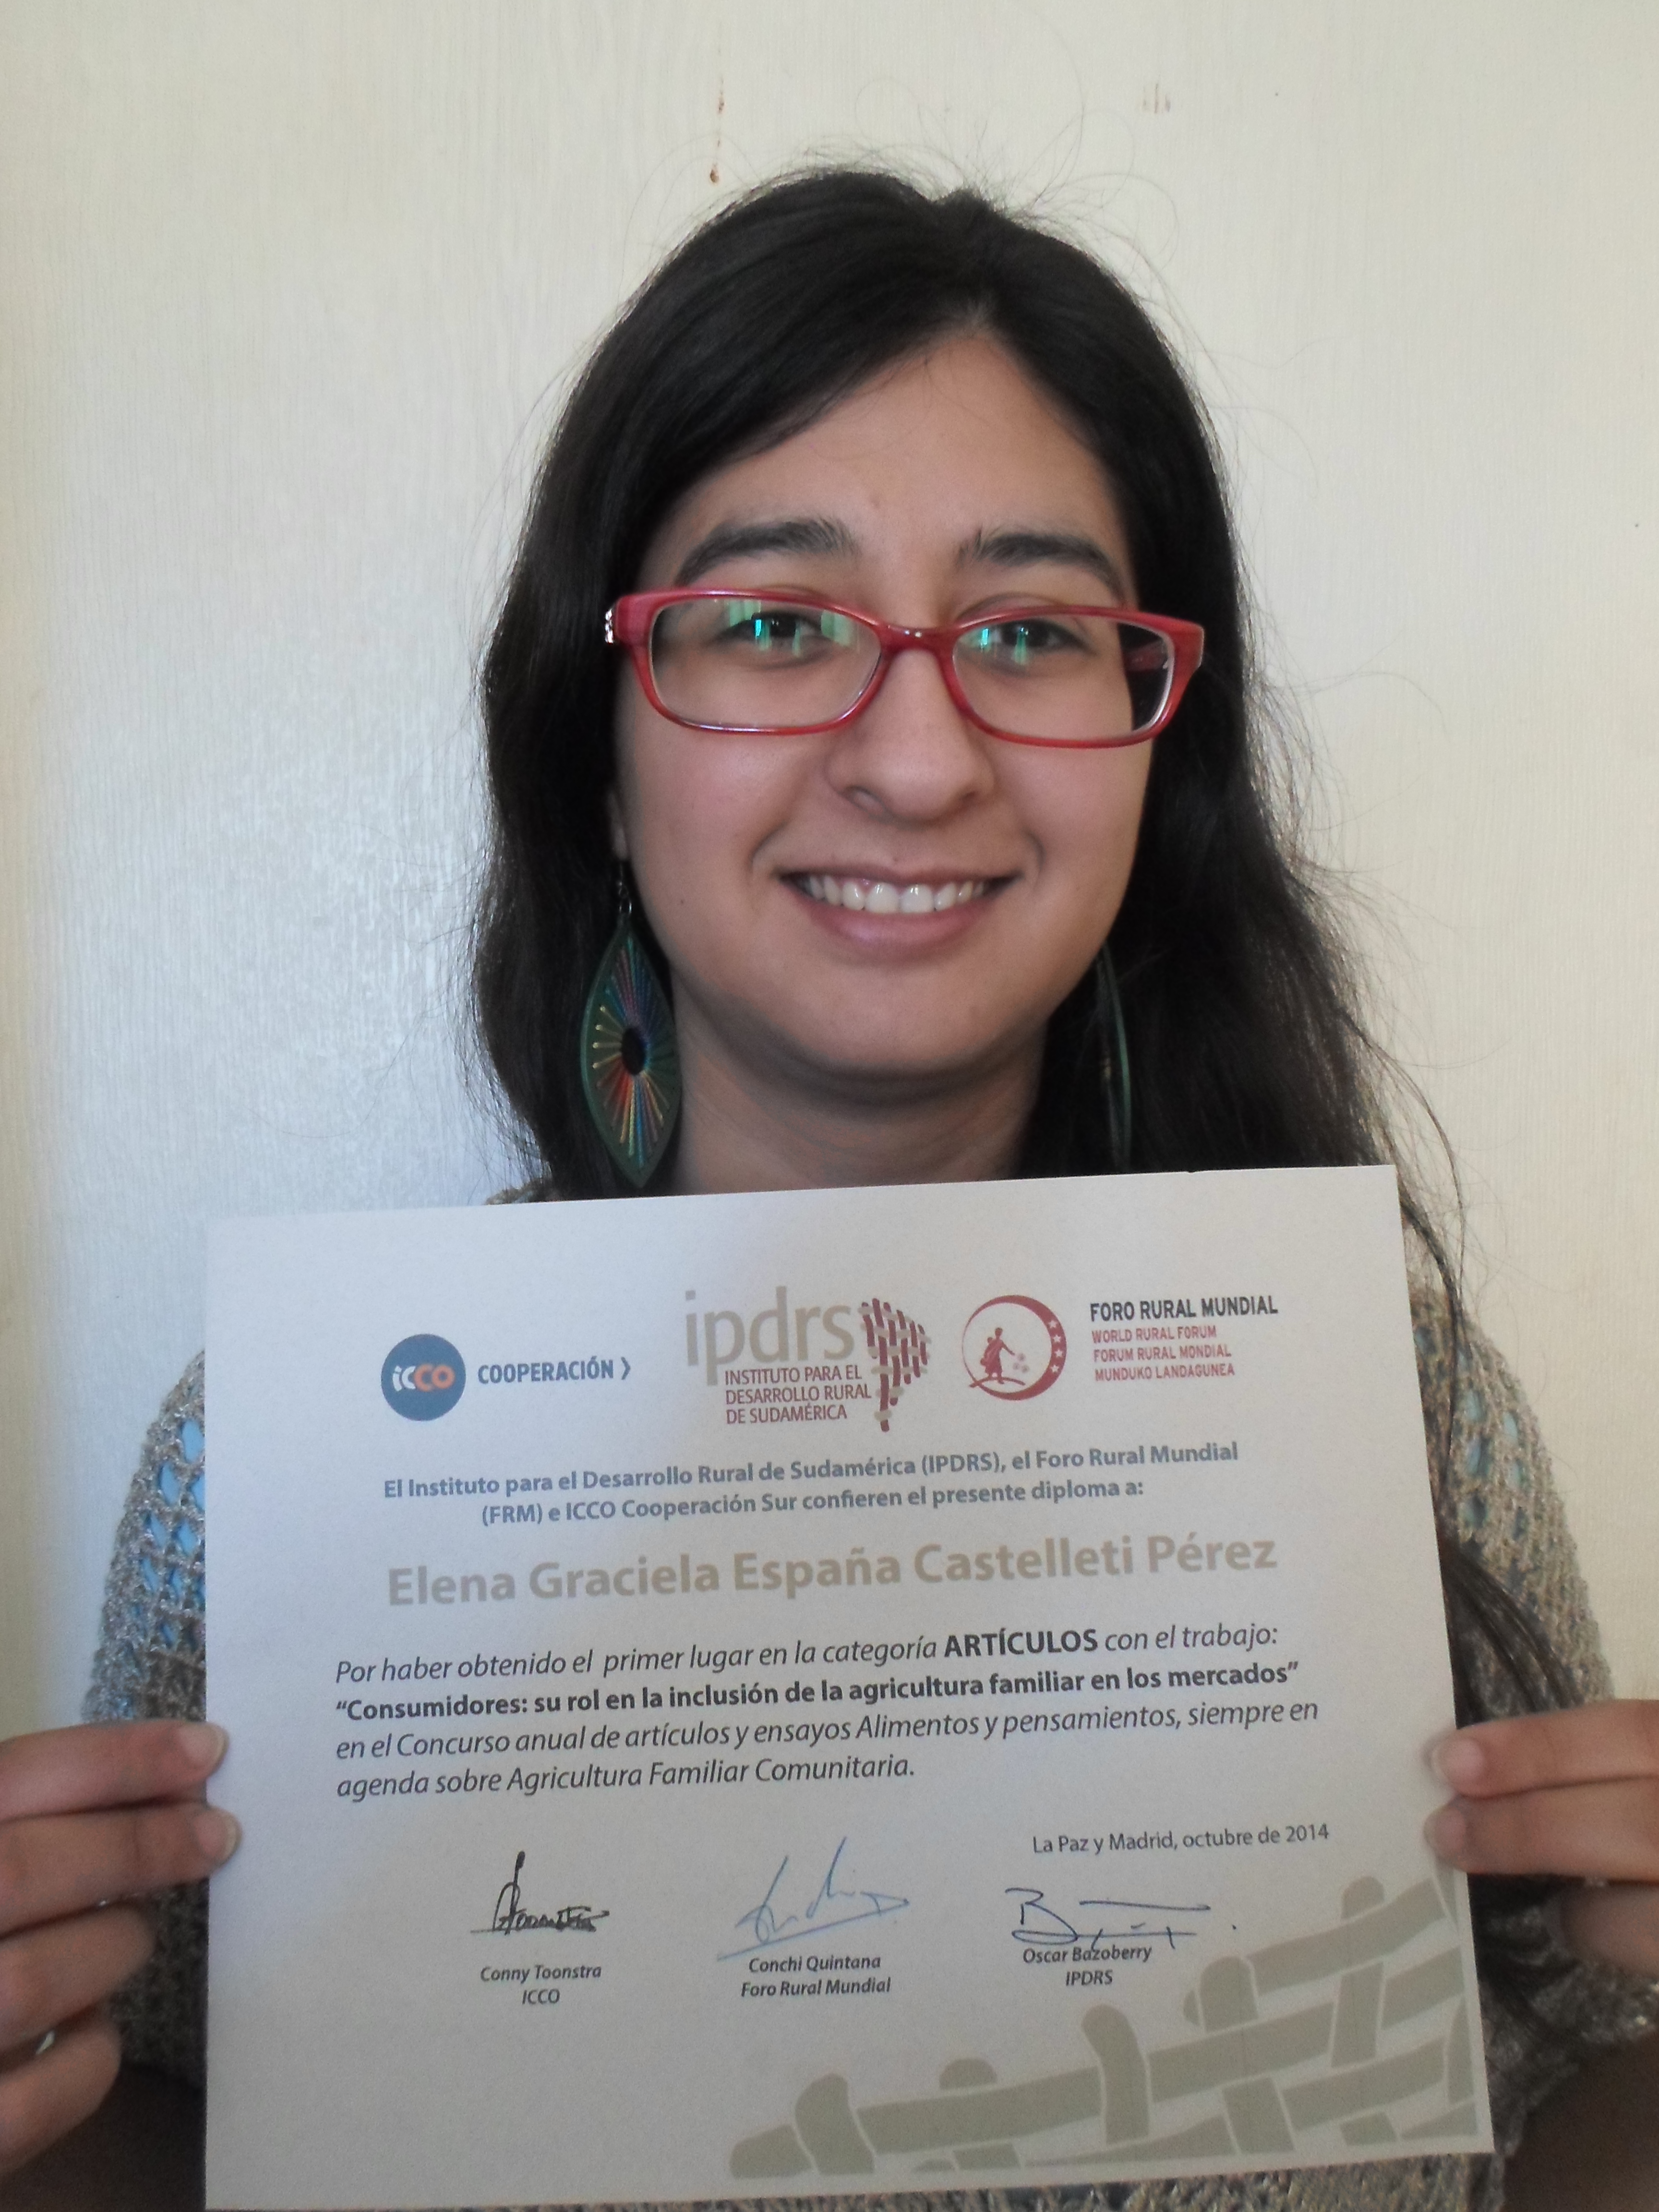 icco COOPERACIÓN
ipdrs
INSTITUTO PARA EL
DESARROLLO RURAL
DE SUDAMÉRICA
FORO RURAL MUNDIAL
WORLD RURAL FORUM
FORUM RURAL MONDIAL
MUNDUKO LANDAGUNEA
El Instituto para el Desarrollo Rural de Sudamérica (IPDRS), el Foro Rural Mundial
(FRM) e ICCO Cooperación Sur confieren el presente diploma a:
Elena Graciela España Castelleti Pérez
Por haber obtenido el primer lugar en la categoría ARTÍCULOS con el trabajo:
“Consumidores: su rol en la inclusión de la agricultura familiar en los mercados”
en el Concurso anual de artículos y ensayos Alimentos y pensamientos, siempre en
agenda sobre Agricultura Familiar Comunitaria.
La Paz y Madrid, octubre de 2014
Conny Toonstra
ICCO
Conchi Quintana
Foro Rural Mundial
Oscar Bazoberry
IPDRS